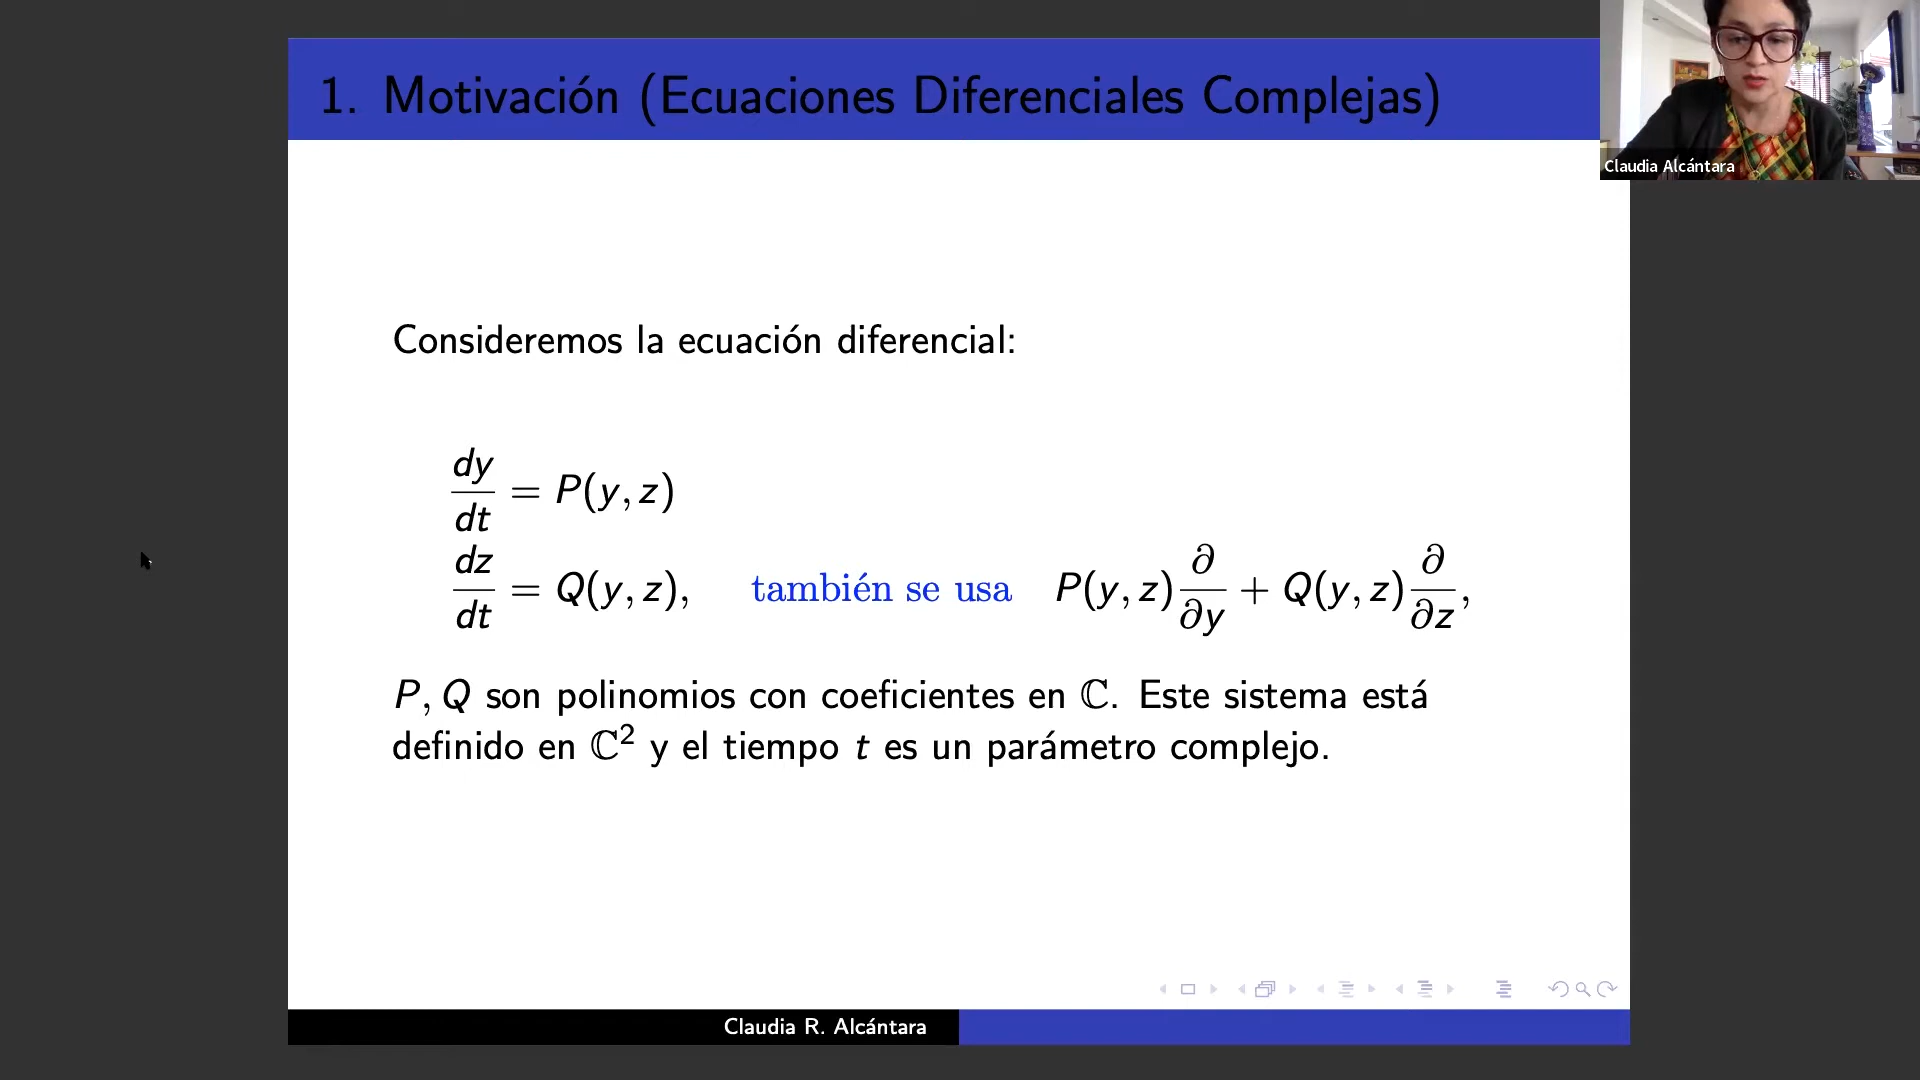 1. Motivación (Ecuaciones Diferenciales Complejas)
Claudia Alcántara
Consideremos la ecuación diferencial:
dy/dt = P(y, z)
dz/dt = Q(y, z), también se usa P(y, z) ∂/∂y + Q(y, z) ∂/∂z,
P, Q son polinomios con coeficientes en ℂ. Este sistema está
definido en ℂ² y el tiempo t es un parámetro complejo.
Claudia R. Alcántara